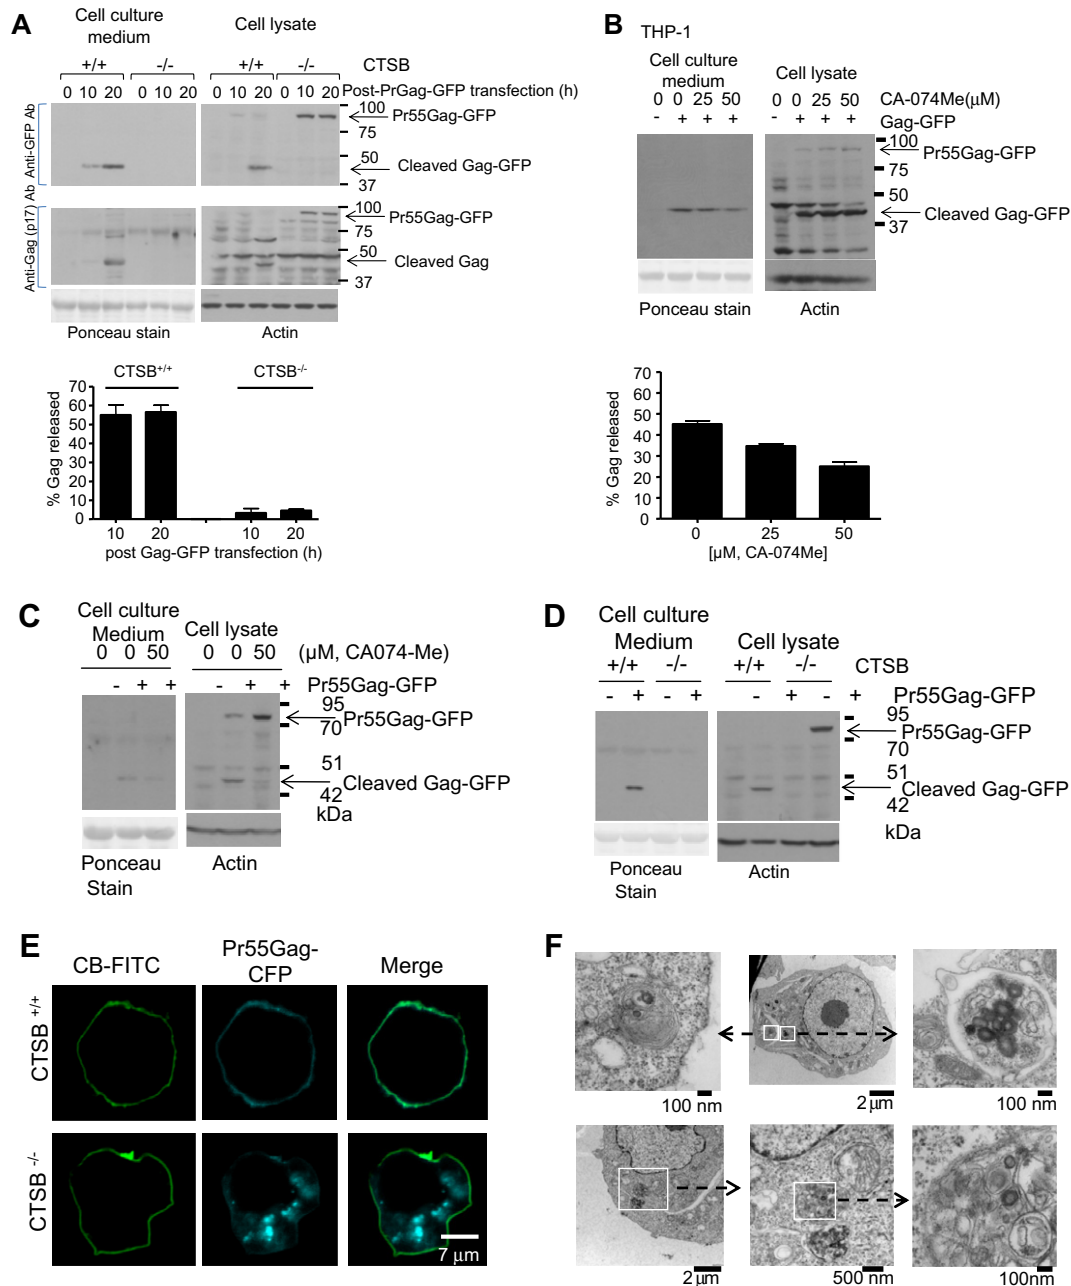 A
Cell culture medium
Cell lysate
+/+ -/- +/+ -/- CTSB
0 10 20 0 10 20 0 10 20 0 10 20 Post-PrGag-GFP transfection (h)
Anti-GFP Ab
100
Pr55Gag-GFP
75
50
Cleaved Gag-GFP
37
Anti-Gag (p17) Ab
100
Pr55Gag-GFP
75
50
Cleaved Gag
37
Ponceau stain
Actin
CTSB+/+
CTSB-/-
% Gag released
70
60
50
40
30
20
10
0
10 20 10 20
post Gag-GFP transfection (h)
B
THP-1
Cell culture medium
Cell lysate
0 0 25 50 0 0 25 50 CA-074Me(µM)
- + + + - + + + Gag-GFP
100
Pr55Gag-GFP
75
50
Cleaved Gag-GFP
37
Ponceau stain
Actin
% Gag released
70
60
50
40
30
20
10
0
0 25 50
[µM, CA-074Me]
C
Cell culture
Medium
Cell lysate
0 0 50 0 0 50 (µM, CA074-Me)
- + + - + + Pr55Gag-GFP
95
Pr55Gag-GFP
70
51
Cleaved Gag-GFP
42
kDa
Ponceau
Stain
Actin
D
Cell culture
Medium
Cell lysate
+/+ -/- +/+ -/- CTSB
- + - + - + - + Pr55Gag-GFP
95
Pr55Gag-GFP
70
51
Cleaved Gag-GFP
42
kDa
Ponceau
Stain
Actin
E
CB-FITC
Pr55Gag-
CFP
Merge
CTSB +/+
CTSB -/-
7 µm
F
100 nm
2 µm
100 nm
2 µm
500 nm
100nm